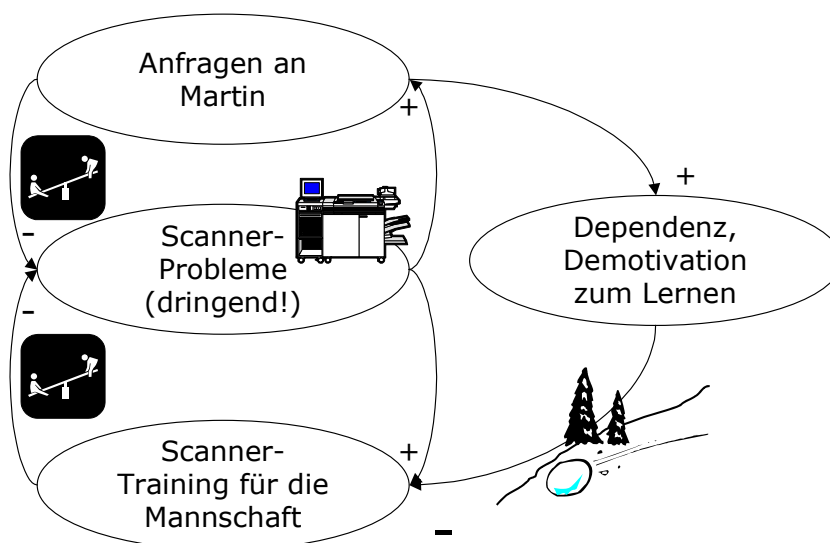 Anfragen an
Martin
+
+
-
Scanner-
Probleme
(dringend!)
Dependenz,
Demotivation
zum Lernen
-
Scanner-
Training für die
Mannschaft
+
-